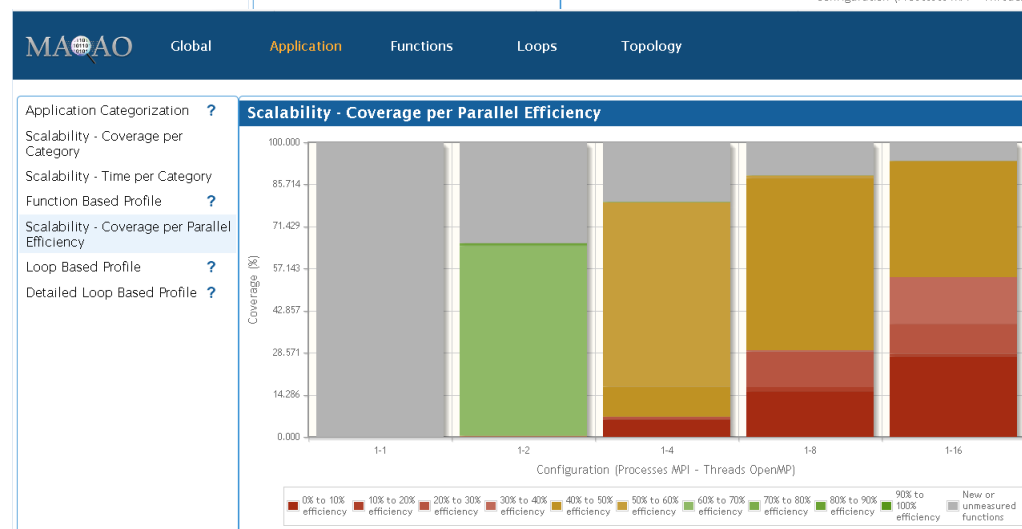 MAQAO
Global
Application
Functions
Loops
Topology
Application Categorization ?
Scalability - Coverage per
Category
Scalability - Time per Category
Function Based Profile ?
Scalability - Coverage per Parallel
Efficiency
Loop Based Profile ?
Detailed Loop Based Profile ?
Scalability - Coverage per Parallel Efficiency
100.000
85.714
71.429
57.143
42.857
28.571
14.286
0.000
Coverage (%)
1-1
1-2
1-4
1-8
1-16
Configuration (Processes MPI - Threads OpenMP)
0% to 10%
efficiency
10% to 20%
efficiency
20% to 30%
efficiency
30% to 40%
efficiency
40% to 50%
efficiency
50% to 60%
efficiency
60% to 70%
efficiency
70% to 80%
efficiency
80% to 90%
efficiency
90% to
100%
efficiency
New or
unmeasured
functions